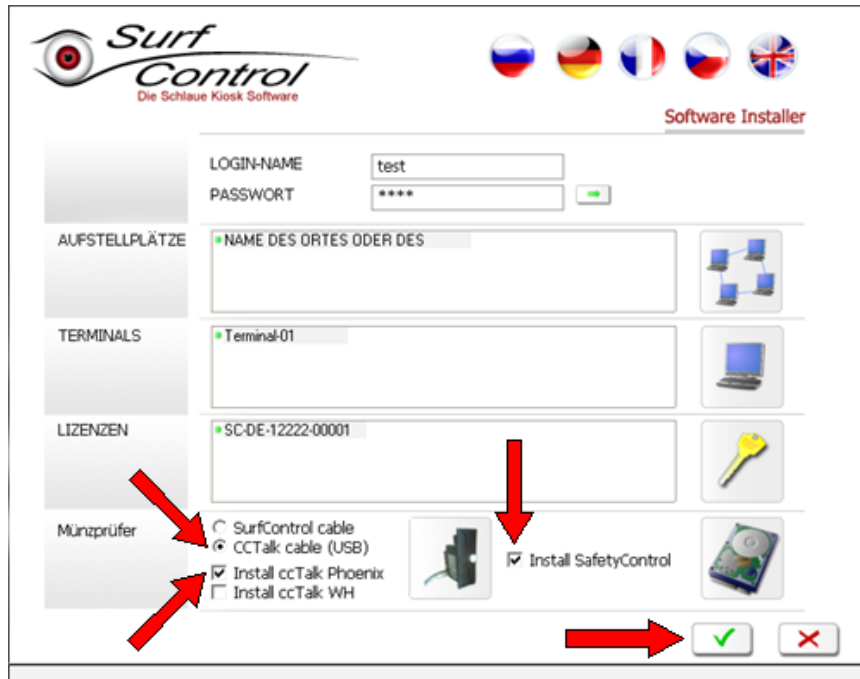 Surf
Control
Die Schlaue Kiosk Software
Software Installer
LOGIN-NAME test
PASSWORT ****
AUFSTELLPLÄTZE NAME DES ORTES ODER DES
TERMINALS Terminal-01
LIZENZEN SC-DE-12222-00001
Münzprüfer SurfControl cable
CCTalk cable (USB)
Install SafetyControl
Install ccTalk Phoenix
Install ccTalk WH